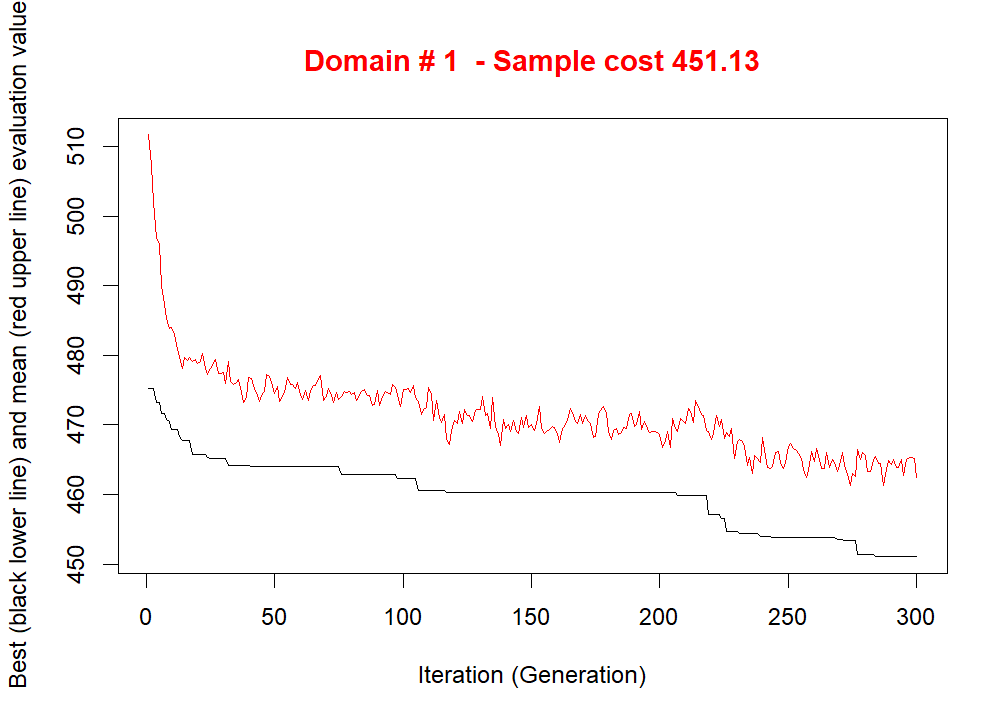 Domain # 1  - Sample cost 451.13
Best (black lower line) and mean (red upper line) evaluation value
510
500
490
480
470
460
450
0 50 100 150 200 250 300
Iteration (Generation)